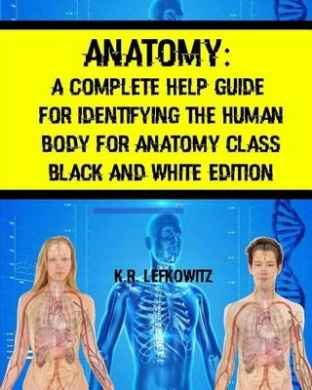 ANATOMY:
A COMPLETE HELP GUIDE
FOR IDENTIFYING THE HUMAN
BODY FOR ANATOMY CLASS
BLACK AND WHITE EDITION
K.R. LEFKOWITZ